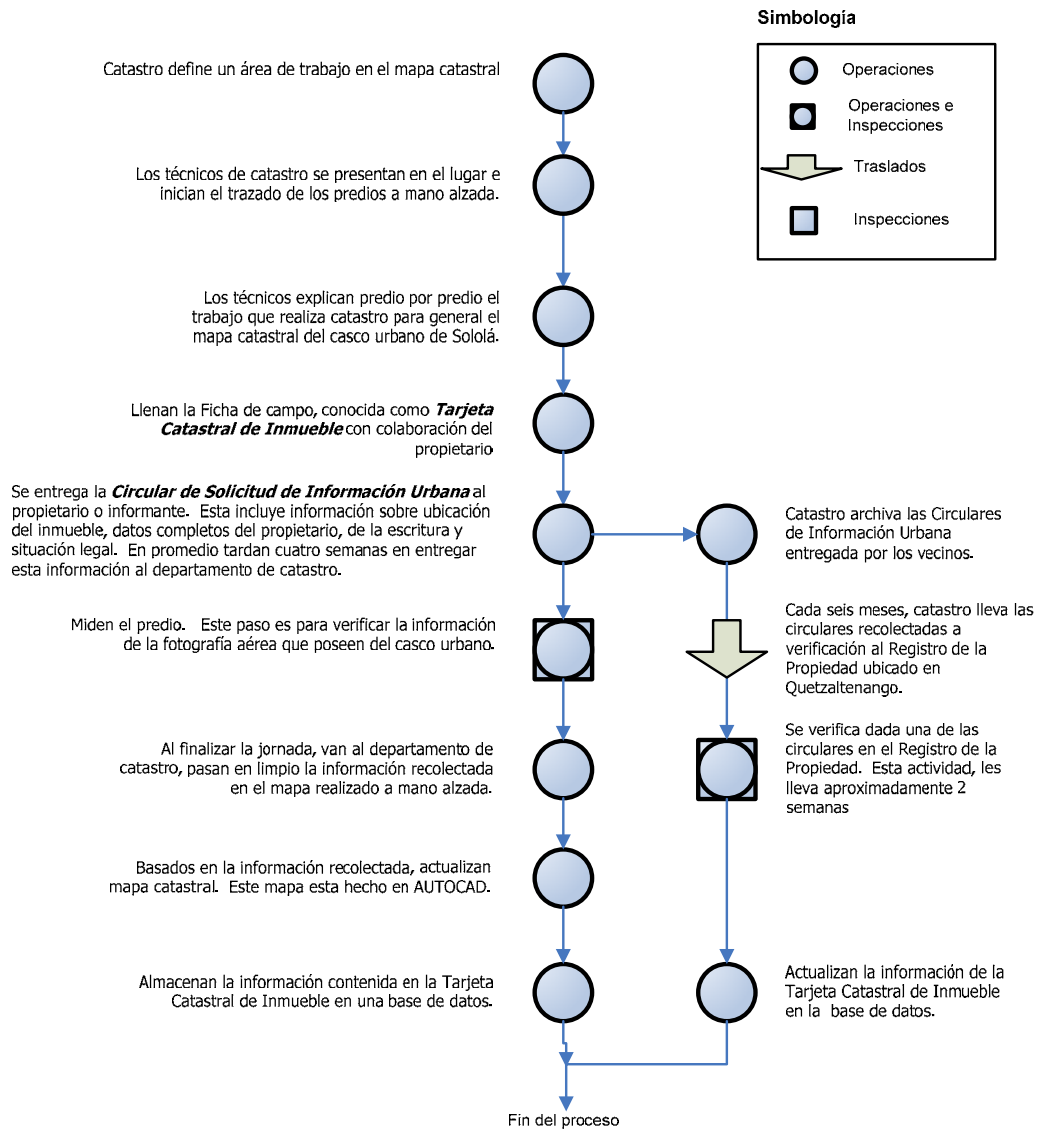 Simbología
Operaciones
Operaciones e
Inspecciones
Traslados
Inspecciones
Catastro define un área de trabajo en el mapa catastral
Los técnicos de catastro se presentan en el lugar e
inician el trazado de los predios a mano alzada.
Los técnicos explican predio por predio el
trabajo que realiza catastro para general el
mapa catastral del casco urbano de Sololá.
Llenan la Ficha de campo, conocida como Tarjeta
Catastral de Inmueble con colaboración del
propietario
Se entrega la Circular de Solicitud de Información Urbana al
propietario o informante. Esta incluye información sobre ubicación
del inmueble, datos completos del propietario, de la escritura y
situación legal. En promedio tardan cuatro semanas en entregar
esta información al departamento de catastro.
Catastro archiva las Circulares
de Información Urbana
entregada por los vecinos.
Miden el predio. Este paso es para verificar la información
de la fotografía aérea que poseen del casco urbano.
Cada seis meses, catastro lleva las
circulares recolectadas a
verificación al Registro de la
Propiedad ubicado en
Quetzaltenango.
Al finalizar la jornada, van al departamento de
catastro, pasan en limpio la información recolectada
en el mapa realizado a mano alzada.
Se verifica dada una de las
circulares en el Registro de la
Propiedad. Esta actividad, les
lleva aproximadamente 2
semanas
Basados en la información recolectada, actualizan
mapa catastral. Este mapa esta hecho en AUTOCAD.
Almacenan la información contenida en la Tarjeta
Catastral de Inmueble en una base de datos.
Actualizan la información de la
Tarjeta Catastral de Inmueble
en la base de datos.
Fin del proceso